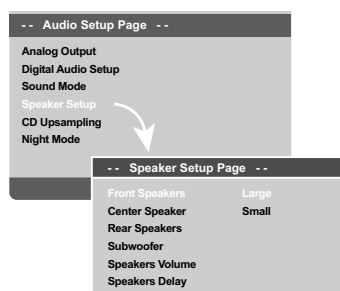 - - Audio Setup Page - -
Analog Output
Digital Audio Setup
Sound Mode
Speaker Setup
CD Upsampling
Night Mode
- - Speaker Setup Page - -
Front Speakers Large
Center Speaker Small
Rear Speakers
Subwoofer
Speakers Volume
Speakers Delay